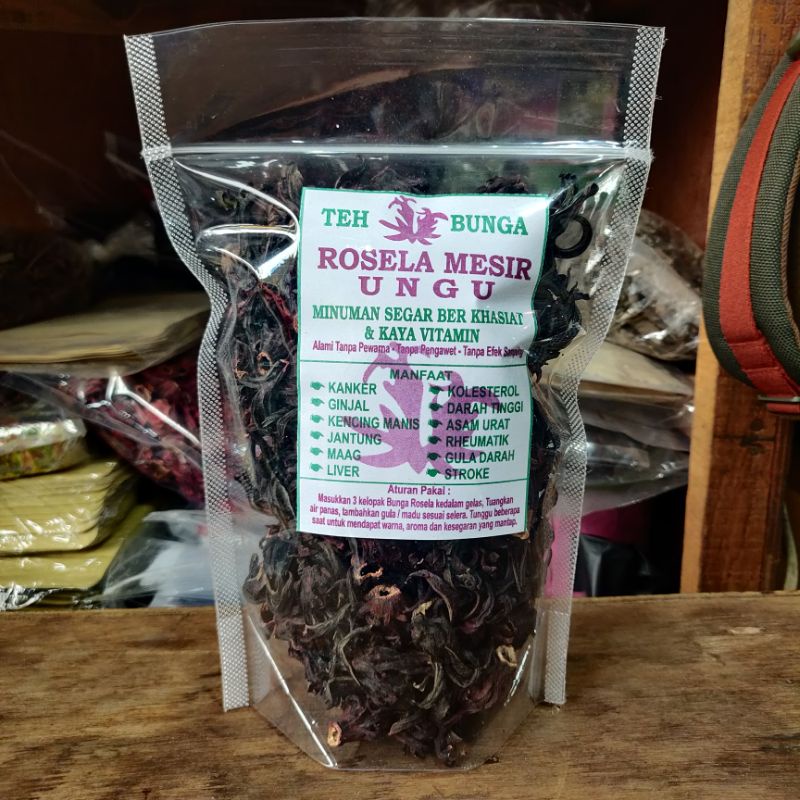 TEH BUNGA
ROSELA MESIR
UNGU
MINUMAN SEGAR BER KHASIAT
& KAYA VITAMIN
Alami Tanpa Pewarna - Tanpa Pengawet - Tanpa Efek Samping
MANFAAT
KANKER
GINJAL
KENCING MANIS
JANTUNG
MAAG
LIVER
KOLESTEROL
DARAH TINGGI
ASAM URAT
RHEUMATIK
GULA DARAH
STROKE
Aturan Pakai :
Masukkan 3 kelopak Bunga Rosela kedalam gelas, Tuangkan
air panas, tambahkan gula / madu sesuai selera. Tunggu beberapa
saat untuk mendapat warna, aroma dan kesegaran yang mantap.